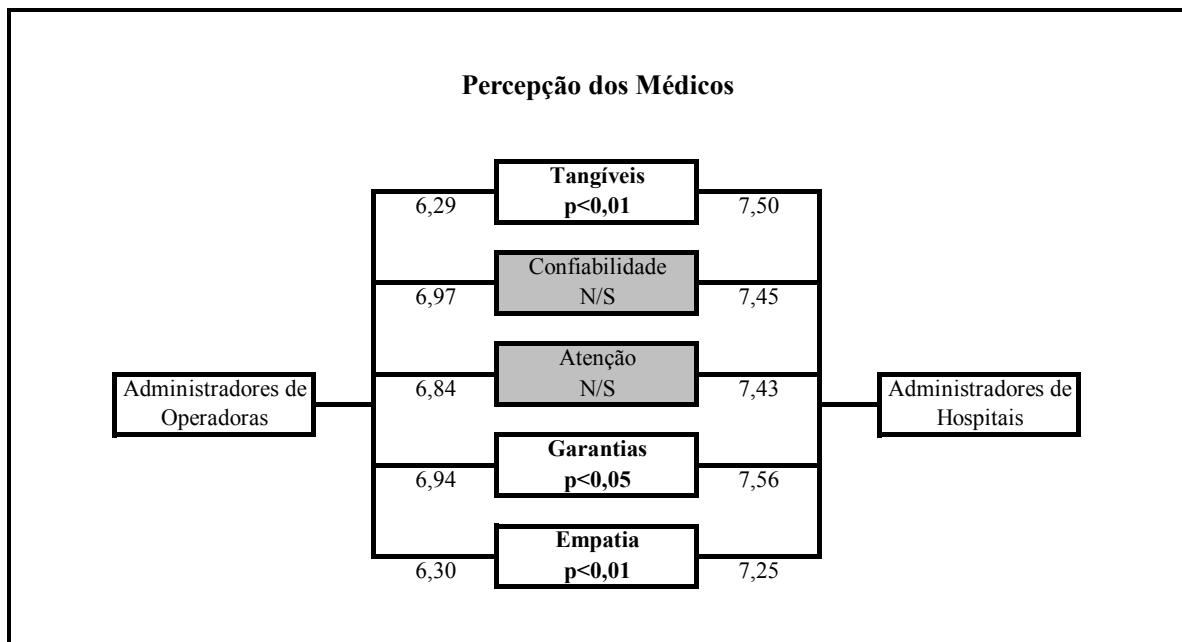 Percepção dos Médicos
Tangíveis
p<0,01
6,29
7,50
Confiabilidade
N/S
6,97
7,45
Atenção
N/S
6,84
7,43
Administradores de
Operadoras
Administradores de
Hospitais
Garantias
p<0,05
6,94
7,56
Empatia
p<0,01
6,30
7,25